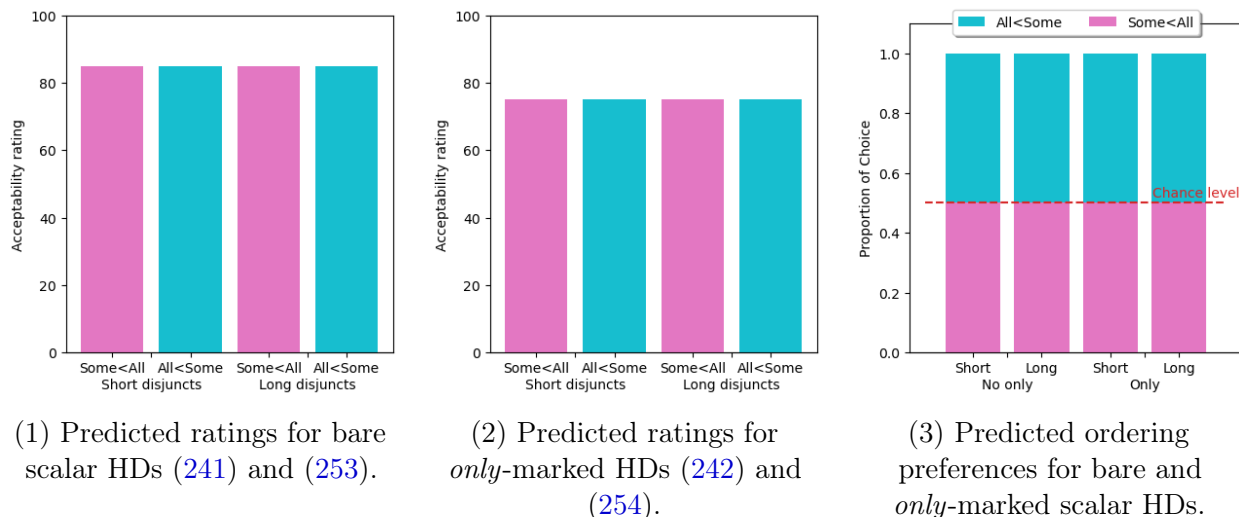 100
80
60
40
20
0
Acceptability rating
Some<All All<Some Some<All All<Some
Short disjuncts Long disjuncts
(1) Predicted ratings for bare
scalar HDs (241) and (253).
100
80
60
40
20
0
Acceptability rating
Some<All All<Some Some<All All<Some
Short disjuncts Long disjuncts
(2) Predicted ratings for
only-marked HDs (242) and
(254).
All<Some Some<All
1.0
0.8
0.6
0.4
0.2
0.0
Proportion of Choice
Chance level
Short Long Short Long
No only Only
(3) Predicted ordering
preferences for bare and
only-marked scalar HDs.